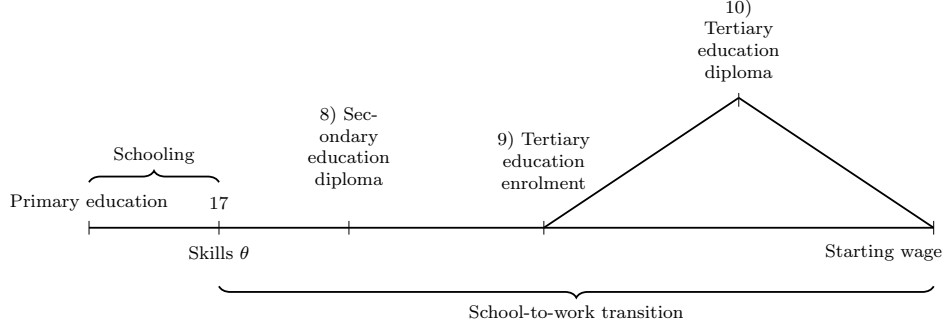 10)
Tertiary
education
diploma
8) Sec-
ondary
education
diploma
9) Tertiary
education
enrolment
Schooling
Primary education
17
Skills θ
Starting wage
School-to-work transition